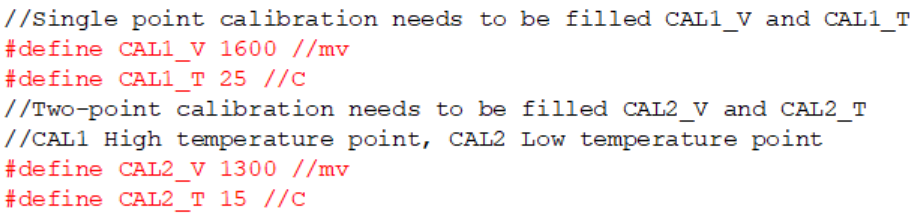 //Single point calibration needs to be filled CAL1_V and CAL1_T
#define CAL1_V 1600 //mv
#define CAL1_T 25 //C
//Two-point calibration needs to be filled CAL2_V and CAL2_T
//CAL1 High temperature point, CAL2 Low temperature point
#define CAL2_V 1300 //mv
#define CAL2_T 15 //C